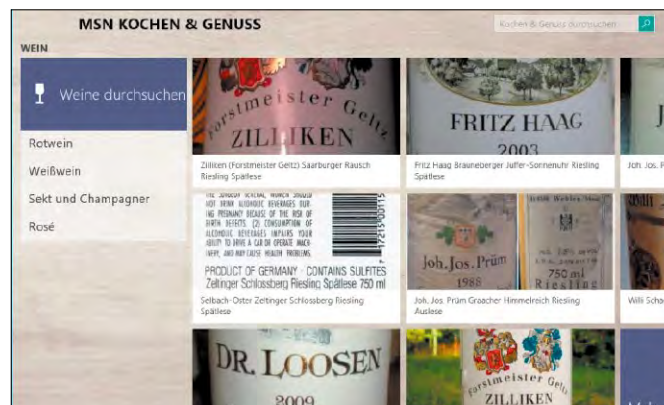 MSN KOCHEN & GENUSS
Kochen & Genuss durchsuchen
WEIN
Weine durchsuchen
Rotwein
Weißwein
Sekt und Champagner
Rosé
Forstmeister Geltz
ZILLIKEN
Zilliken (Forstmeister Geltz) Saarburger Rausch
Riesling Spätlese
FRITZ HAAG
2003
Fritz Haag Brauneberger Juffer-Sonnenuhr Riesling
Spätlese
Joh. Jos. P
NOT DRINK ALCOHOLIC BEVERAGES DUR-
ING PREGNANCY BECAUSE OF THE RISK OF
BIRTH DEFECTS. (2) CONSUMPTION OF
ALCOHOLIC BEVERAGES IMPAIRS YOUR
ABILITY TO DRIVE A CAR OR OPERATE MACH-
INERY, AND MAY CAUSE HEALTH PROBLEMS.
PRODUCT OF GERMANY · CONTAINS SULFITES
Zeltinger Schlossberg Riesling Spätlese 750 ml
Selbach-Oster Zeltinger Schlossberg Riesling
Spätlese
Joh. Jos. Prüm
1988
750 ml
Riesling
Joh. Jos. Prüm Graacher Himmelreich Riesling
Auslese
Willi Scha
DR. LOOSEN
2009
Forstmeister Geltz
ZILLIKEN